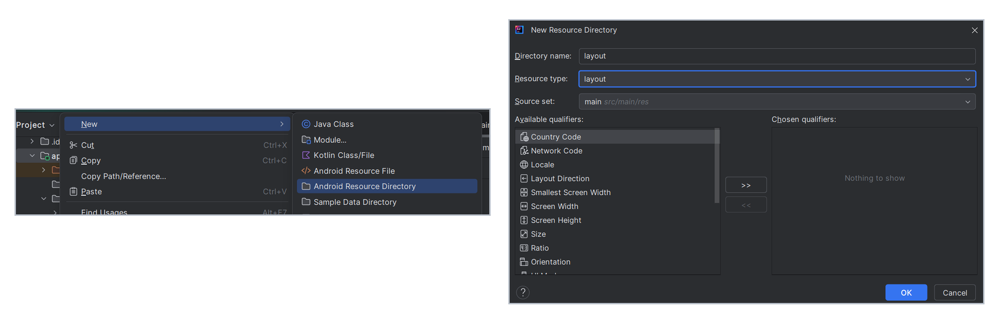 Project
.id
ap
New
Cut Ctrl+X
Copy Ctrl+C
Copy Path/Reference...
Paste Ctrl+V
Find Usages Alt+F7
Java Class
Module...
Kotlin Class/File
Android Resource File
Android Resource Directory
Sample Data Directory
New Resource Directory
Directory name: layout
Resource type: layout
Source set: main src/main/res
Available qualifiers:
Country Code
Network Code
Locale
Layout Direction
Smallest Screen Width
Screen Width
Screen Height
Size
Ratio
Orientation
>>
<<
Chosen qualifiers:
Nothing to show
?
OK
Cancel